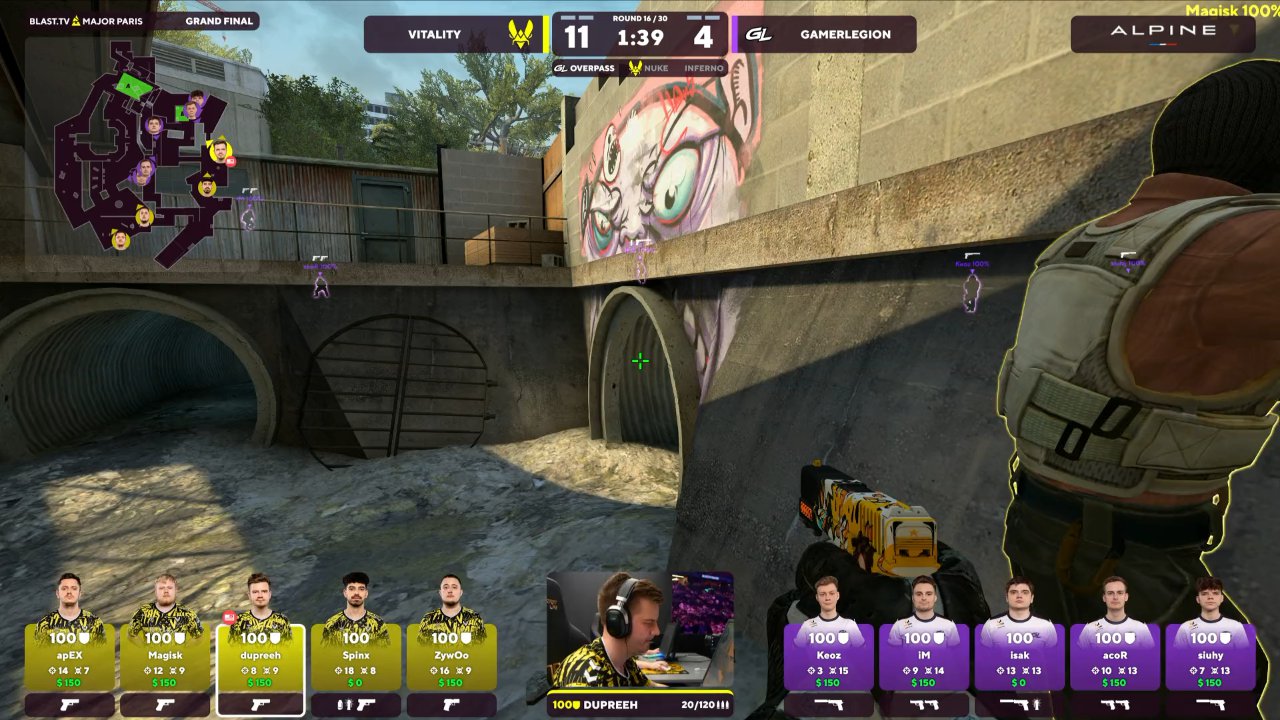 BLAST.TV MAJOR PARIS
GRAND FINAL
VITALITY
11
ROUND 16 / 30
1:39
4
GL
GAMERLEGION
GL OVERPASS
NUKE
INFERNO
Magisk 100%
ALPINE
A
Keoz 100%
100
apEX
14 7
$150
100
Magisk
12 9
$150
100
dupreeh
8 9
$150
100
Spinx
18 8
$0
100
ZywOo
16 9
$150
100 DUPREEH
20/120
100
Keoz
3 15
$150
100
iM
9 14
$150
100
isak
13 13
$0
100
acoR
10 13
$150
100
siuhy
7 13
$150